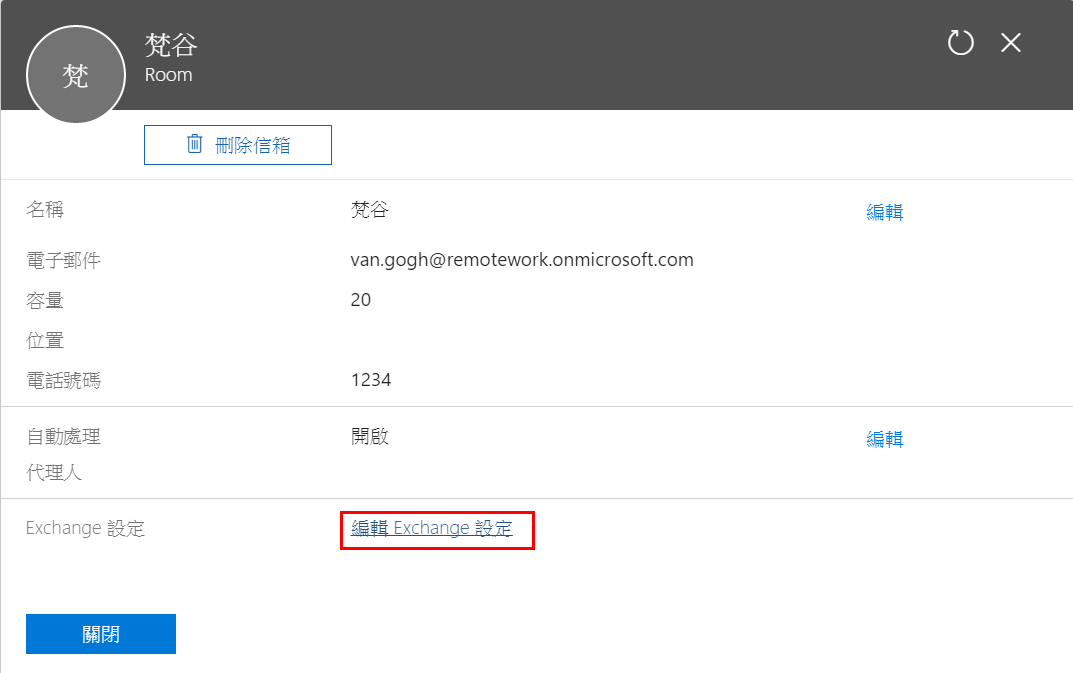 梵
梵谷
Room
刪除信箱
名稱 梵谷 編輯
電子郵件 van.gogh@remotework.onmicrosoft.com
容量 20
位置
電話號碼 1234
自動處理 開啟 編輯
代理人
Exchange 設定 編輯 Exchange 設定
關閉